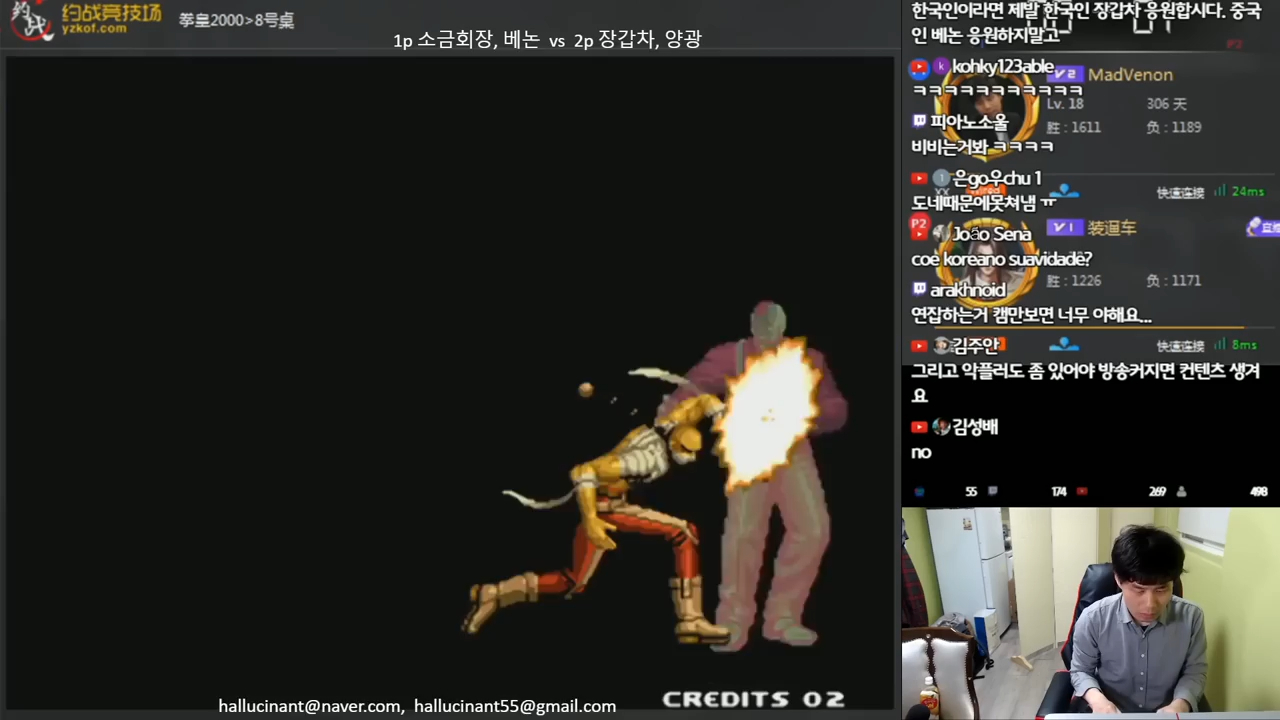 约战竞技场
yzkof.com
拳皇2000>8号桌
1p 소금회장, 베논 vs 2p 장갑차, 양광
한국인이라면 제발 한국인 장갑차 응원합시다. 중국
인 베논 응원하지말고
P2
kohky123able
V2 MadVenon
ㅋㅋㅋㅋㅋㅋㅋㅋㅋㅋㅋ
Lv. 18 306 天
피아노소울
胜：1611 负：1189
비비는거봐 ㅋㅋㅋㅋ
은go우chu 1
快速连接 24ms
도네때문에못쳐냄 ㅠ
P2
João Sena
V1 装逼车
coe koreano suavidade?
胜：1226 负：1171
arakhnoid
연잡하는거 캠만보면 너무 야해요...
김주안
快速连接 8ms
그리고 악플러도 좀 있어야 방송커지면 컨텐츠 생겨
요
김성배
no
55 174 269 498
CREDITS 02
hallucinant@naver.com, hallucinant55@gmail.com